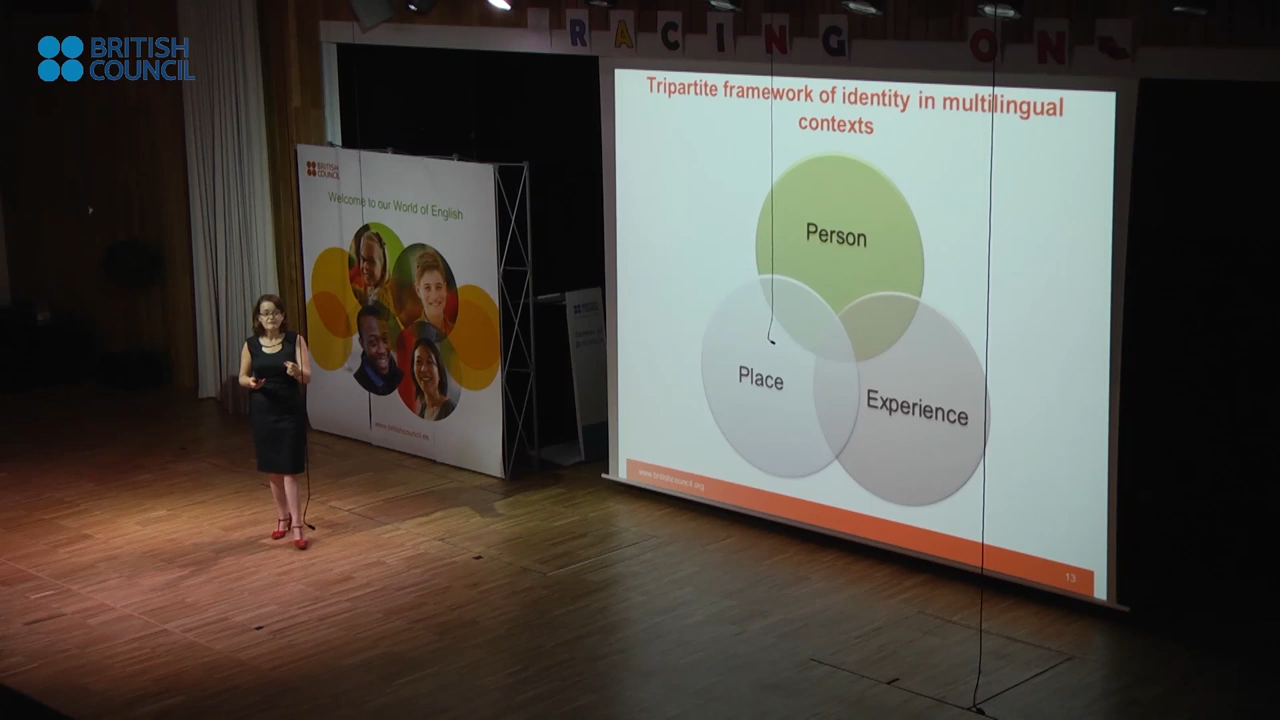 BRITISH
COUNCIL
RACING ON
Tripartite framework of identity in multilingual
contexts
Person
Place
Experience
www.britishcouncil.org
13
BRITISH
COUNCIL
Welcome to our World of English
www.britishcouncil.es